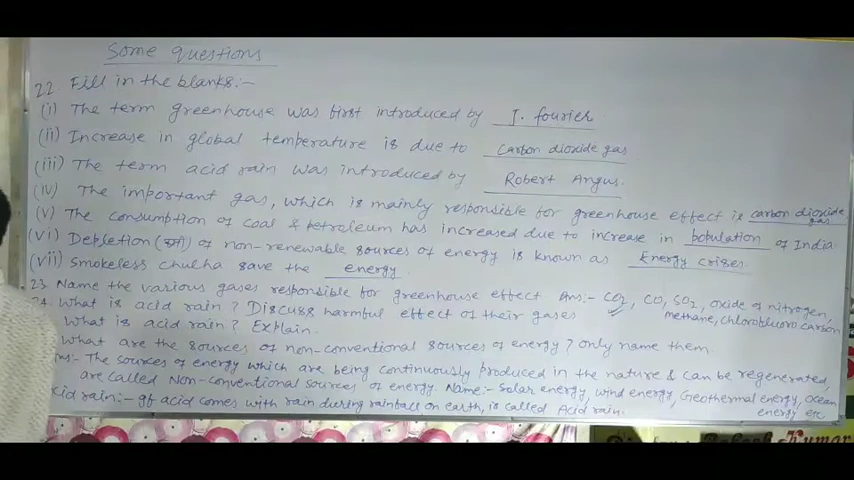 Some questions
22. Fill in the blanks:-
(i) The term greenhouse was first introduced by J. fourier
(ii) Increase in global temperature is due to carbon dioxide gas
(iii) The term acid rain was introduced by Robert Angus.
(iv) The important gas, which is mainly responsible for greenhouse effect is carbon dioxide gas
(v) The consumption of coal & petroleum has increased due to increase in population of India.
(vi) Depletion (कमी) of non-renewable sources of energy is known as Energy crises.
(vii) Smokeless chulha save the energy.
23. Name the various gases responsible for greenhouse effect. Ans:- CO2, CO, SO2, oxide of nitrogen, methane, chlorofluoro carbon
24. What is acid rain? Discuss harmful effect of their gases
What is acid rain? Explain.
What are the sources of non-conventional sources of energy? only name them.
ns:- The sources of energy which are being continuously produced in the nature & can be regenerated,
are called Non-conventional sources of energy. Name:- Solar energy, wind energy, Geothermal energy, Ocean energy etc.
cid rain:- If acid comes with rain during rainfall on earth, is called Acid rain.
Kumar